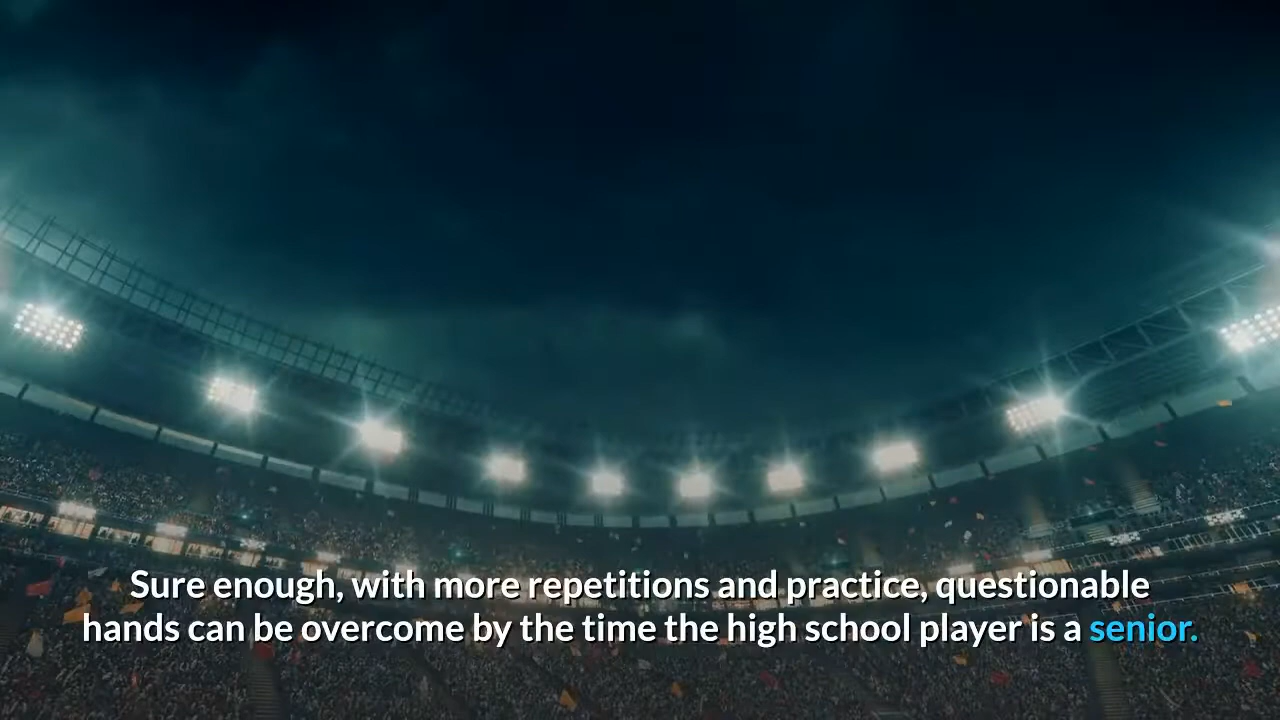 Sure enough, with more repetitions and practice, questionable
hands can be overcome by the time the high school player is a senior.